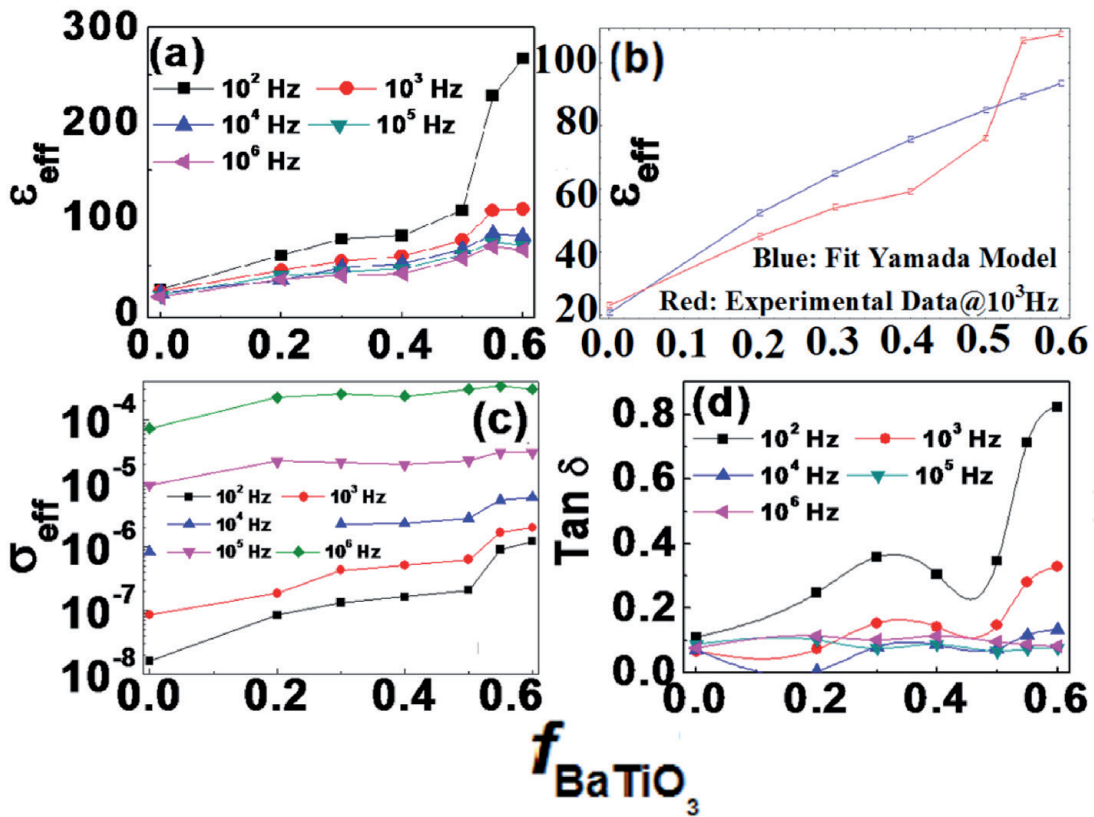 (a)
10² Hz 10³ Hz
10⁴ Hz 10⁵ Hz
10⁶ Hz
300
200
100
0
ε_eff
0.0 0.2 0.4 0.6
(b)
100
80
60
40
20
ε_eff
Blue: Fit Yamada Model
Red: Experimental Data@10³Hz
0.0 0.1 0.2 0.3 0.4 0.5 0.6
(c)
10⁻⁴
10⁻⁵
10⁻⁶
10⁻⁷
10⁻⁸
σ_eff
10² Hz 10³ Hz
10⁴ Hz
10⁵ Hz 10⁶ Hz
0.0 0.2 0.4 0.6
(d)
0.8
0.6
0.4
0.2
0.0
Tan δ
10² Hz 10³ Hz
10⁴ Hz 10⁵ Hz
10⁶ Hz
0.0 0.2 0.4 0.6
f_BaTiO₃